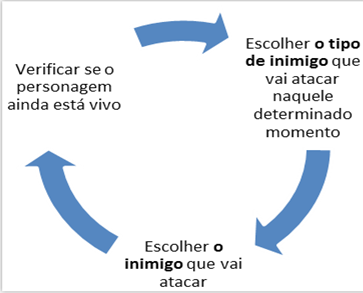 Verificar se o
personagem
ainda está vivo
Escolher o tipo
de inimigo que
vai atacar
naquele
determinado
momento
Escolher o
inimigo que vai
atacar